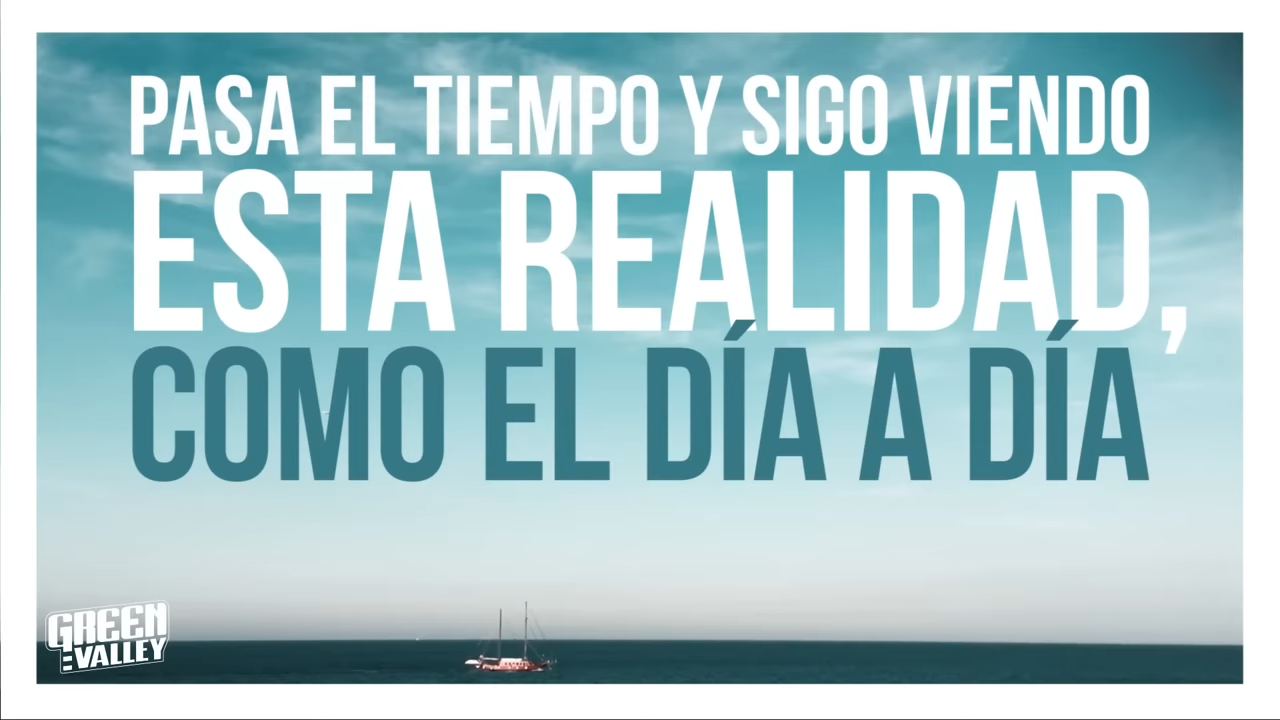 PASA EL TIEMPO Y SIGO VIENDO
ESTA REALIDAD,
COMO EL DÍA A DÍA
GREEN
VALLEY